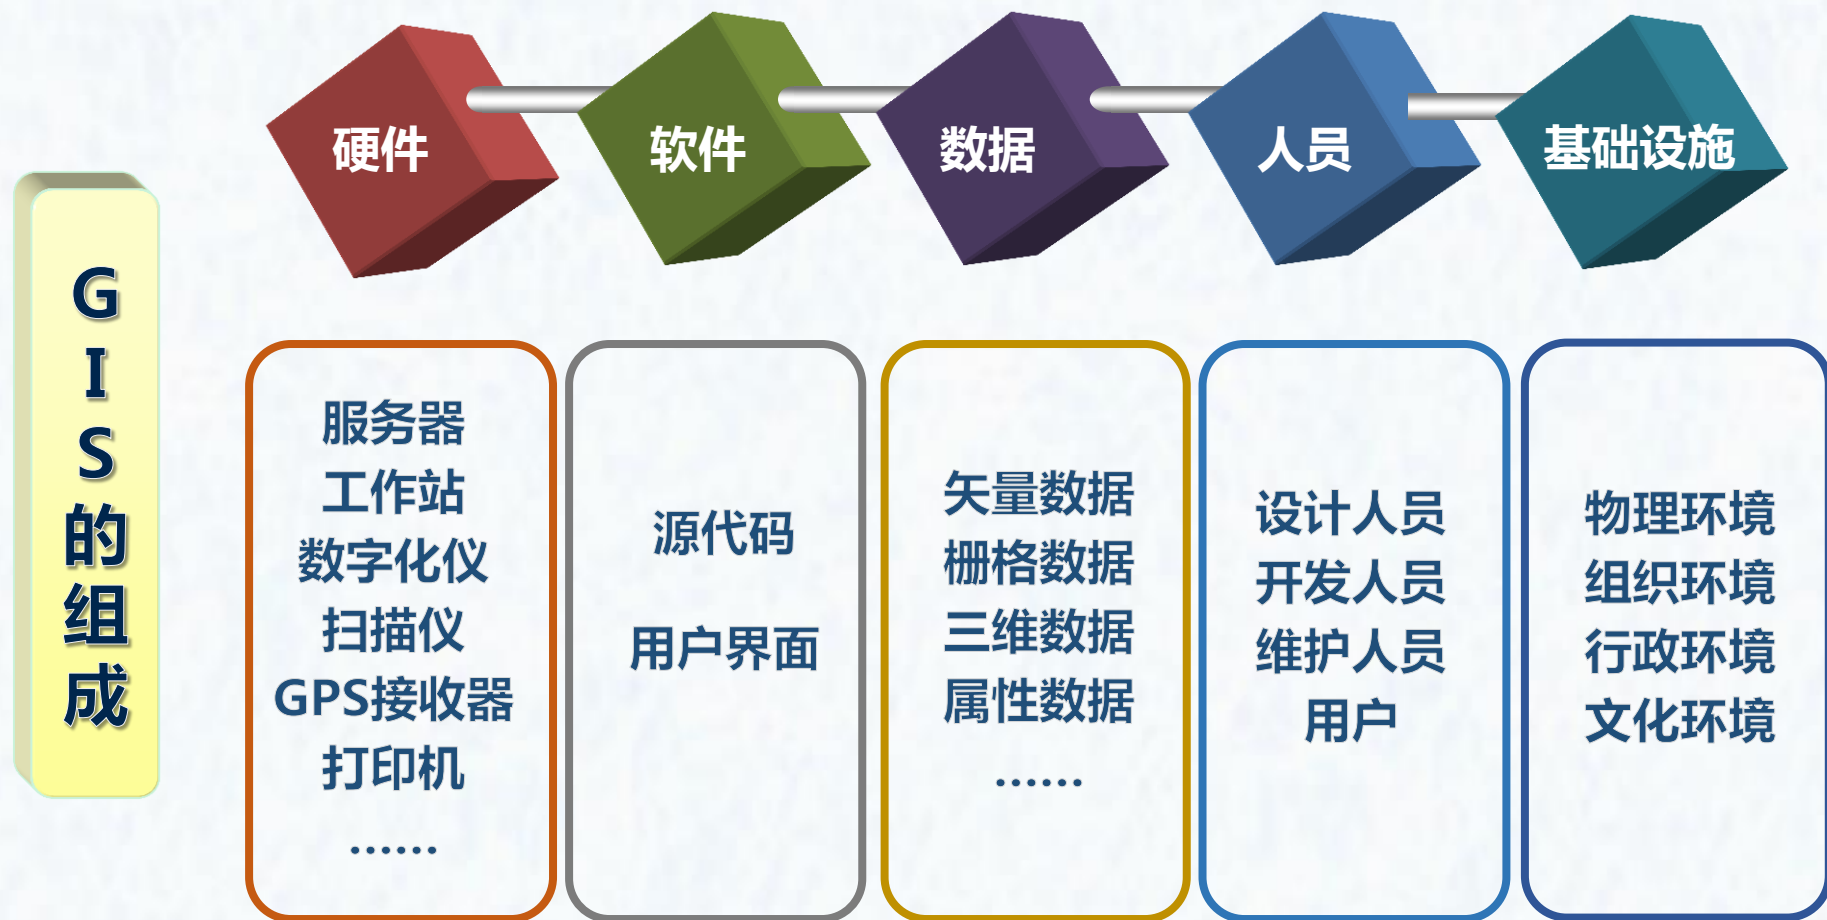 GIS的组成
硬件
软件
数据
人员
基础设施
服务器
工作站
数字化仪
扫描仪
GPS接收器
打印机
......
源代码
用户界面
矢量数据
栅格数据
三维数据
属性数据
......
设计人员
开发人员
维护人员
用户
物理环境
组织环境
行政环境
文化环境